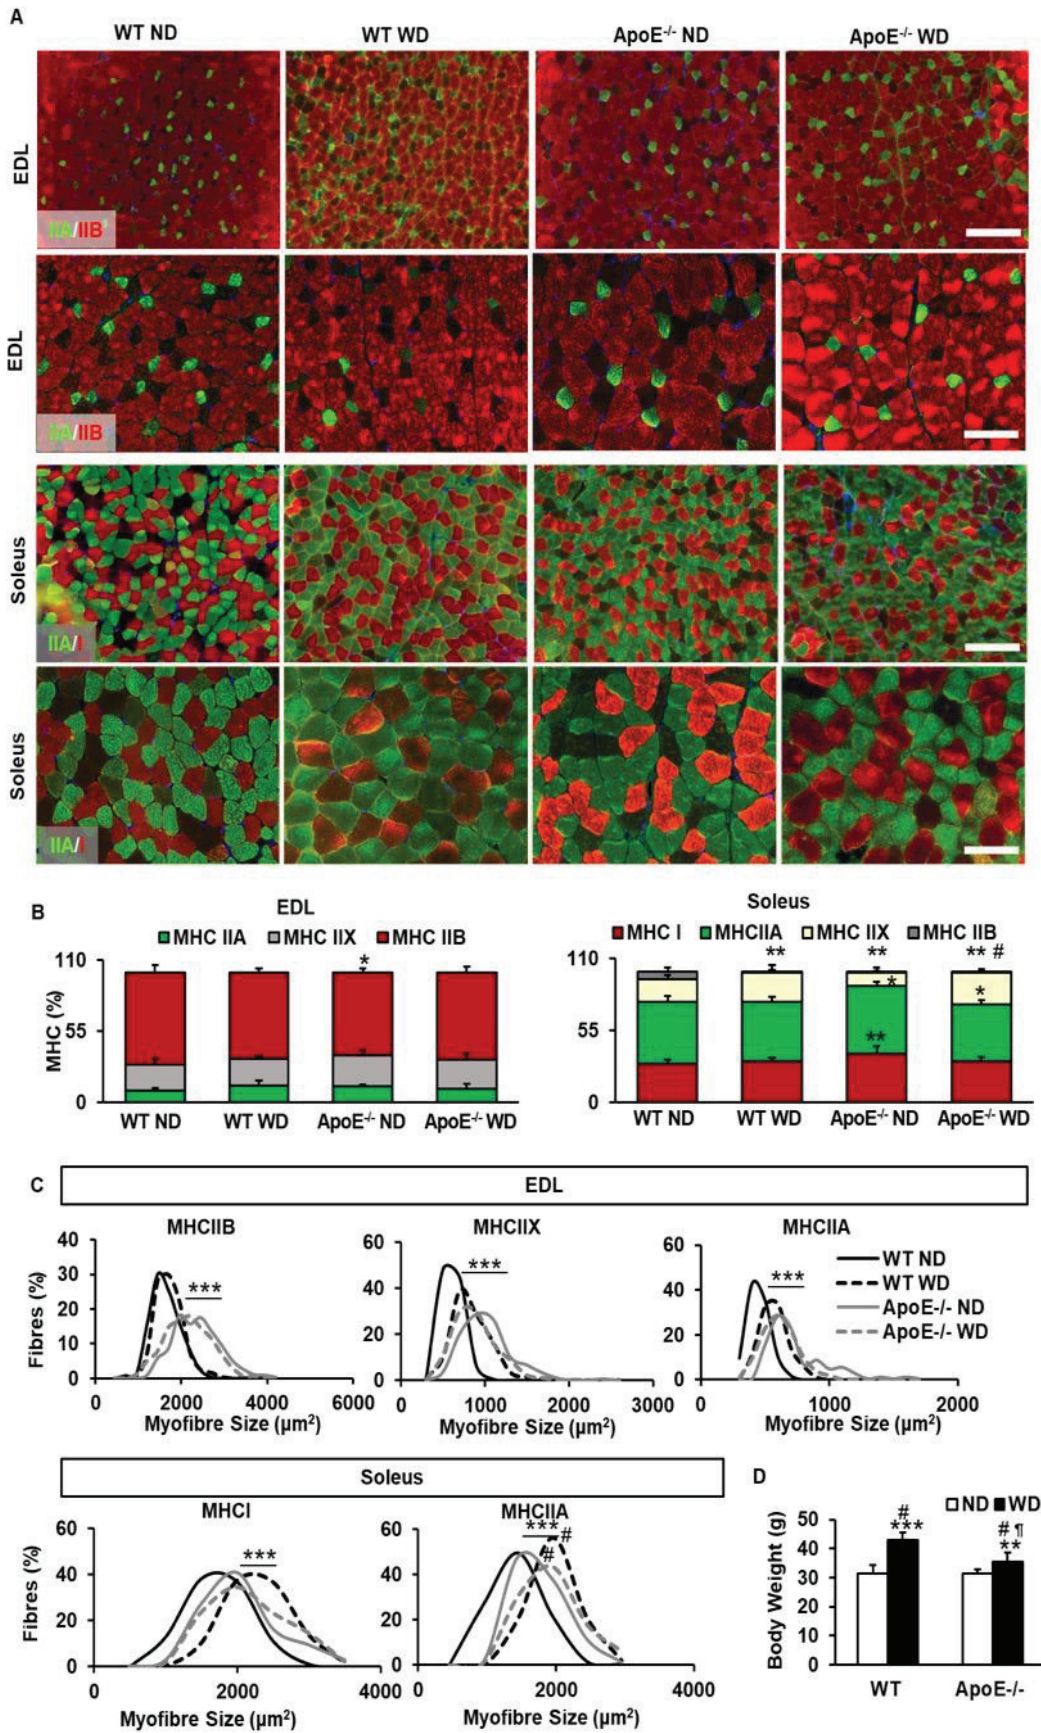 A
WT ND
WT WD
ApoE-/- ND
ApoE-/- WD
EDL
IIA/IIB
EDL
IIA/IIB
Soleus
IIA/I
Soleus
IIA/I
B
EDL
MHC IIA
MHC IIX
MHC IIB
MHC (%)
110
55
0
*
WT ND
WT WD
ApoE-/- ND
ApoE-/- WD
Soleus
MHC I
MHCIIA
MHC IIX
MHC IIB
110
55
0
**
**
** #
*
*
**
WT ND
WT WD
ApoE-/- ND
ApoE-/- WD
C
EDL
MHCIIB
Fibres (%)
40
30
20
10
0
***
0
2000
4000
6000
Myofibre Size (µm²)
MHCIIX
60
40
20
0
***
0
1000
2000
3000
Myofibre Size (µm²)
MHCIIA
60
40
20
0
***
0
1000
2000
Myofibre Size (µm²)
WT ND
WT WD
ApoE-/- ND
ApoE-/- WD
Soleus
MHCI
Fibres (%)
60
40
20
0
***
0
2000
4000
Myofibre Size (µm²)
MHCIIA
60
40
20
0
***
#
#
0
2000
4000
Myofibre Size (µm²)
D
ND
WD
Body Weight (g)
50
40
30
20
10
0
#
***
# ¶
**
WT
ApoE-/-